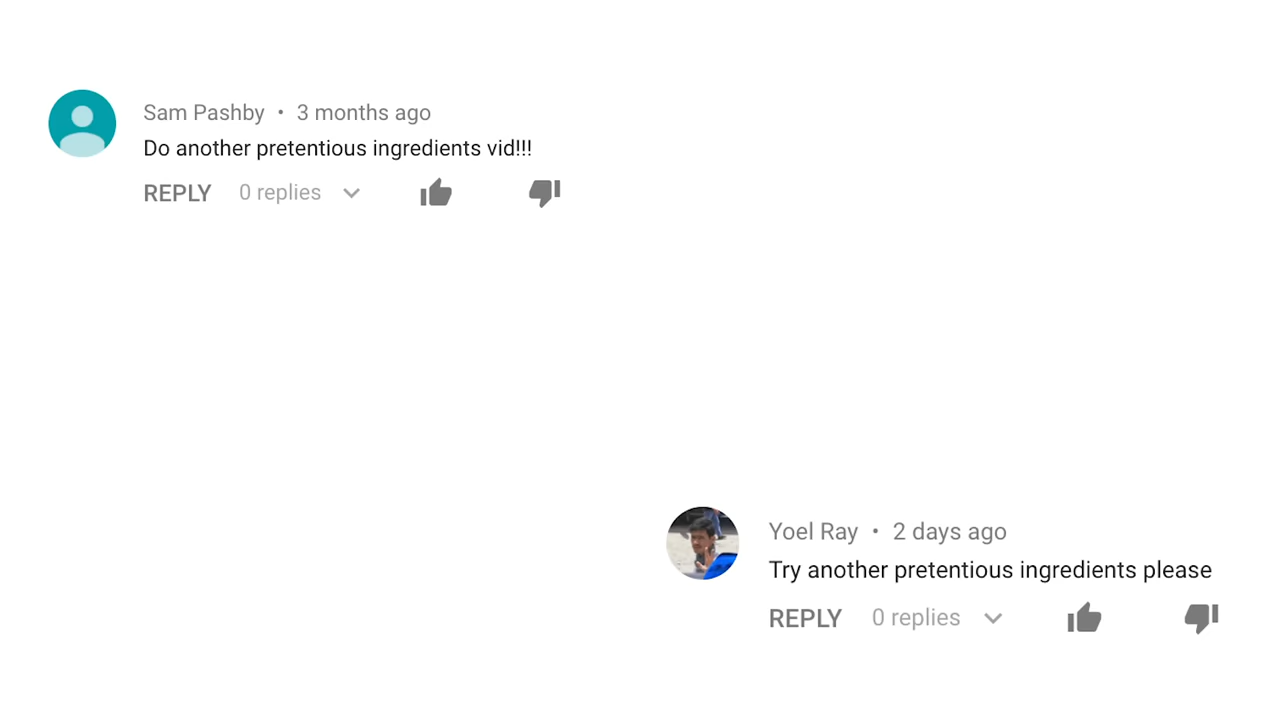 Sam Pashby • 3 months ago
Do another pretentious ingredients vid!!!
REPLY 0 replies
Yoel Ray • 2 days ago
Try another pretentious ingredients please
REPLY 0 replies